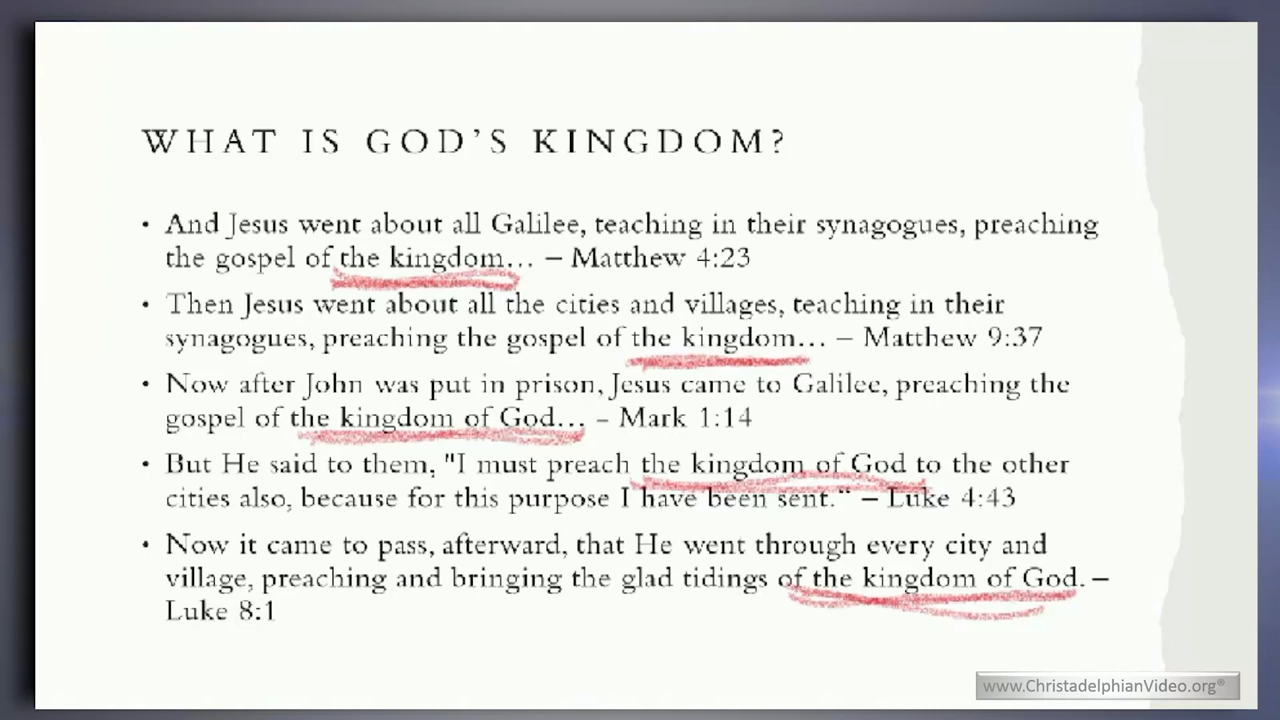 WHAT IS GOD'S KINGDOM?
• And Jesus went about all Galilee, teaching in their synagogues, preaching
the gospel of the kingdom... – Matthew 4:23
• Then Jesus went about all the cities and villages, teaching in their
synagogues, preaching the gospel of the kingdom... – Matthew 9:37
• Now after John was put in prison, Jesus came to Galilee, preaching the
gospel of the kingdom of God... – Mark 1:14
• But He said to them, "I must preach the kingdom of God to the other
cities also, because for this purpose I have been sent.“ – Luke 4:43
• Now it came to pass, afterward, that He went through every city and
village, preaching and bringing the glad tidings of the kingdom of God. –
Luke 8:1
www.ChristadelphianVideo.org®